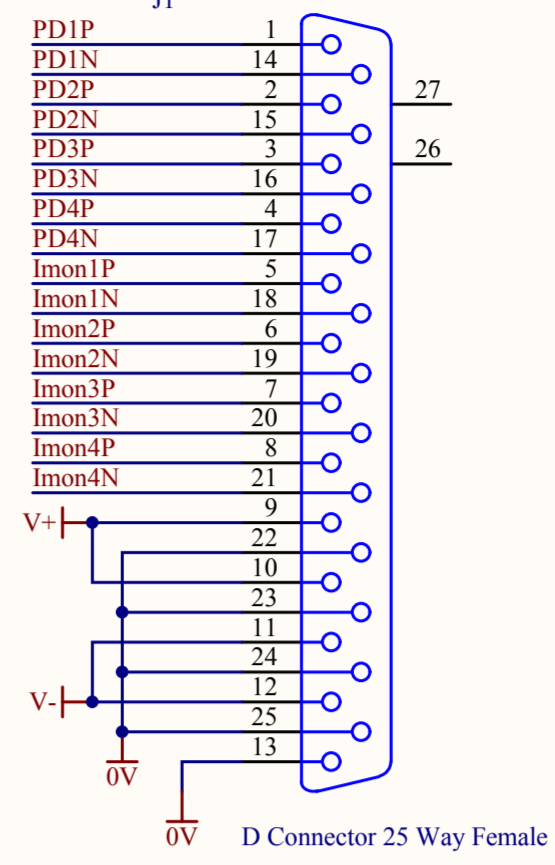 J1
PD1P 1
PD1N 14
PD2P 2 27
PD2N 15
PD3P 3 26
PD3N 16
PD4P 4
PD4N 17
Imon1P 5
Imon1N 18
Imon2P 6
Imon2N 19
Imon3P 7
Imon3N 20
Imon4P 8
Imon4N 21
V+ 9
22
10
23
11
24
V- 12
25
13
0V
0V D Connector 25 Way Female